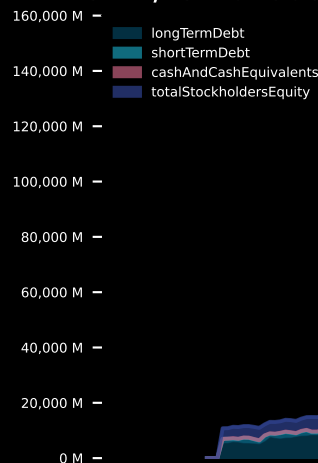 160,000 M
longTermDebt
shortTermDebt
140,000 M
cashAndCashEquivalents
totalStockholdersEquity
120,000 M
100,000 M
80,000 M
60,000 M
40,000 M
20,000 M
0 M